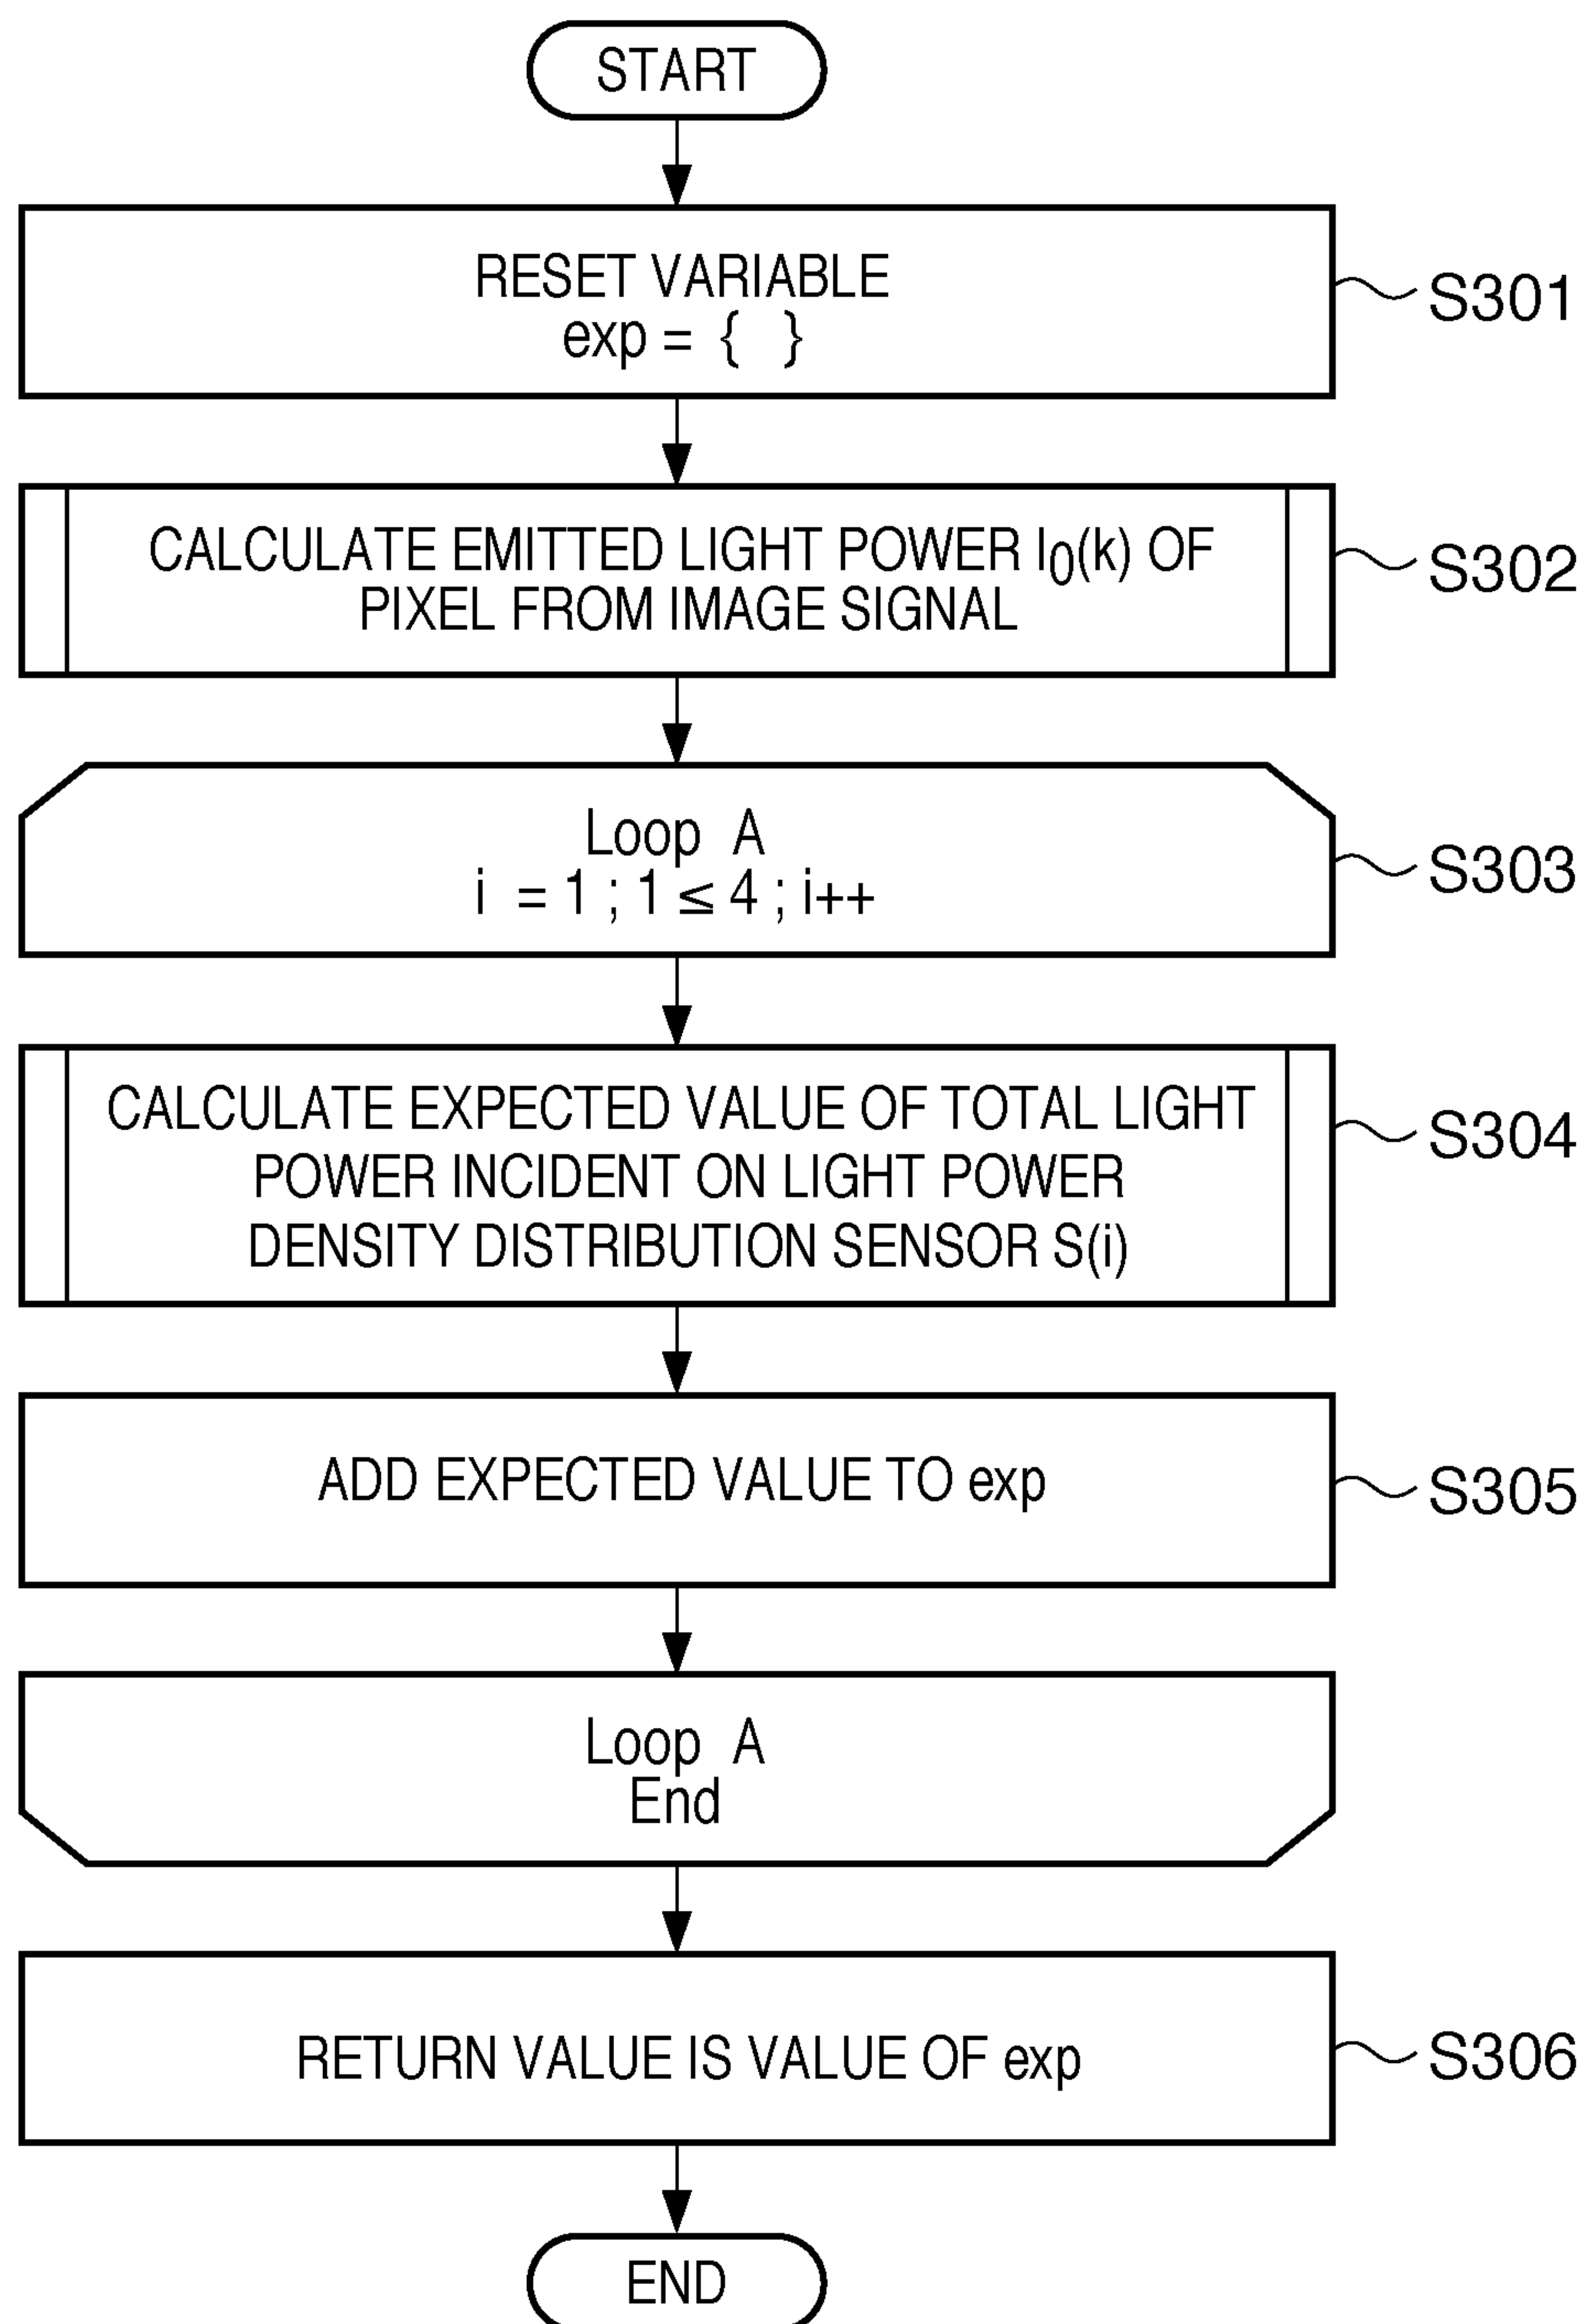 START
RESET VARIABLE
exp = { }
S301
CALCULATE EMITTED LIGHT POWER I₀(k) OF
PIXEL FROM IMAGE SIGNAL
S302
Loop A
i = 1 ; 1 ≤ 4 ; i++
S303
CALCULATE EXPECTED VALUE OF TOTAL LIGHT
POWER INCIDENT ON LIGHT POWER
DENSITY DISTRIBUTION SENSOR S(i)
S304
ADD EXPECTED VALUE TO exp
S305
Loop A
End
RETURN VALUE IS VALUE OF exp
S306
END